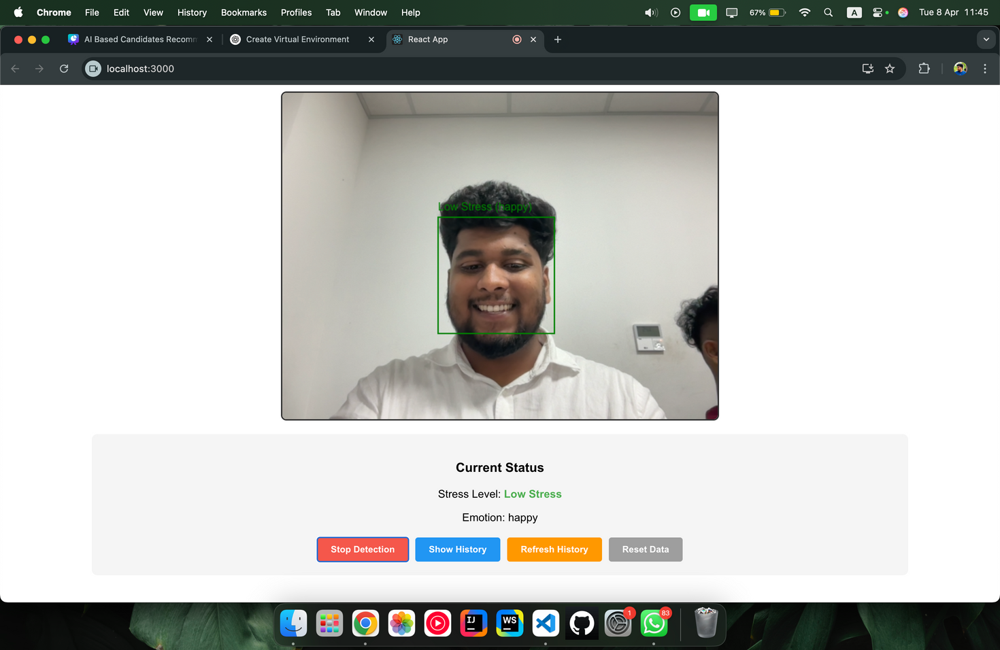 Chrome File Edit View History Bookmarks Profiles Tab Window Help 67% A Tue 8 Apr 11:45
AI Based Candidates Recomm Create Virtual Environment React App
localhost:3000
Low Stress (happy)
Current Status
Stress Level: Low Stress
Emotion: happy
Stop Detection Show History Refresh History Reset Data
IJ WS 1 83